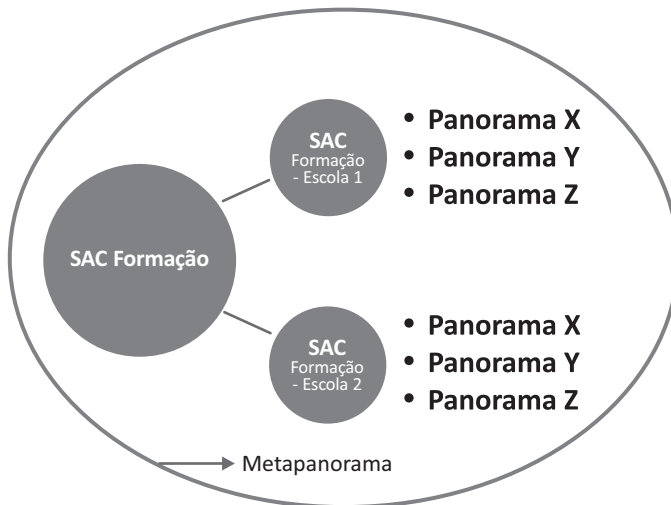 SAC Formação
SAC
Formação
- Escola 1
• Panorama X
• Panorama Y
• Panorama Z
SAC
Formação
- Escola 2
• Panorama X
• Panorama Y
• Panorama Z
Metapanorama